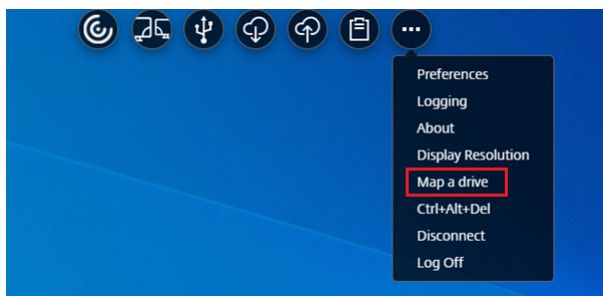 Preferences
Logging
About
Display Resolution
Map a drive
Ctrl+Alt+Del
Disconnect
Log Off